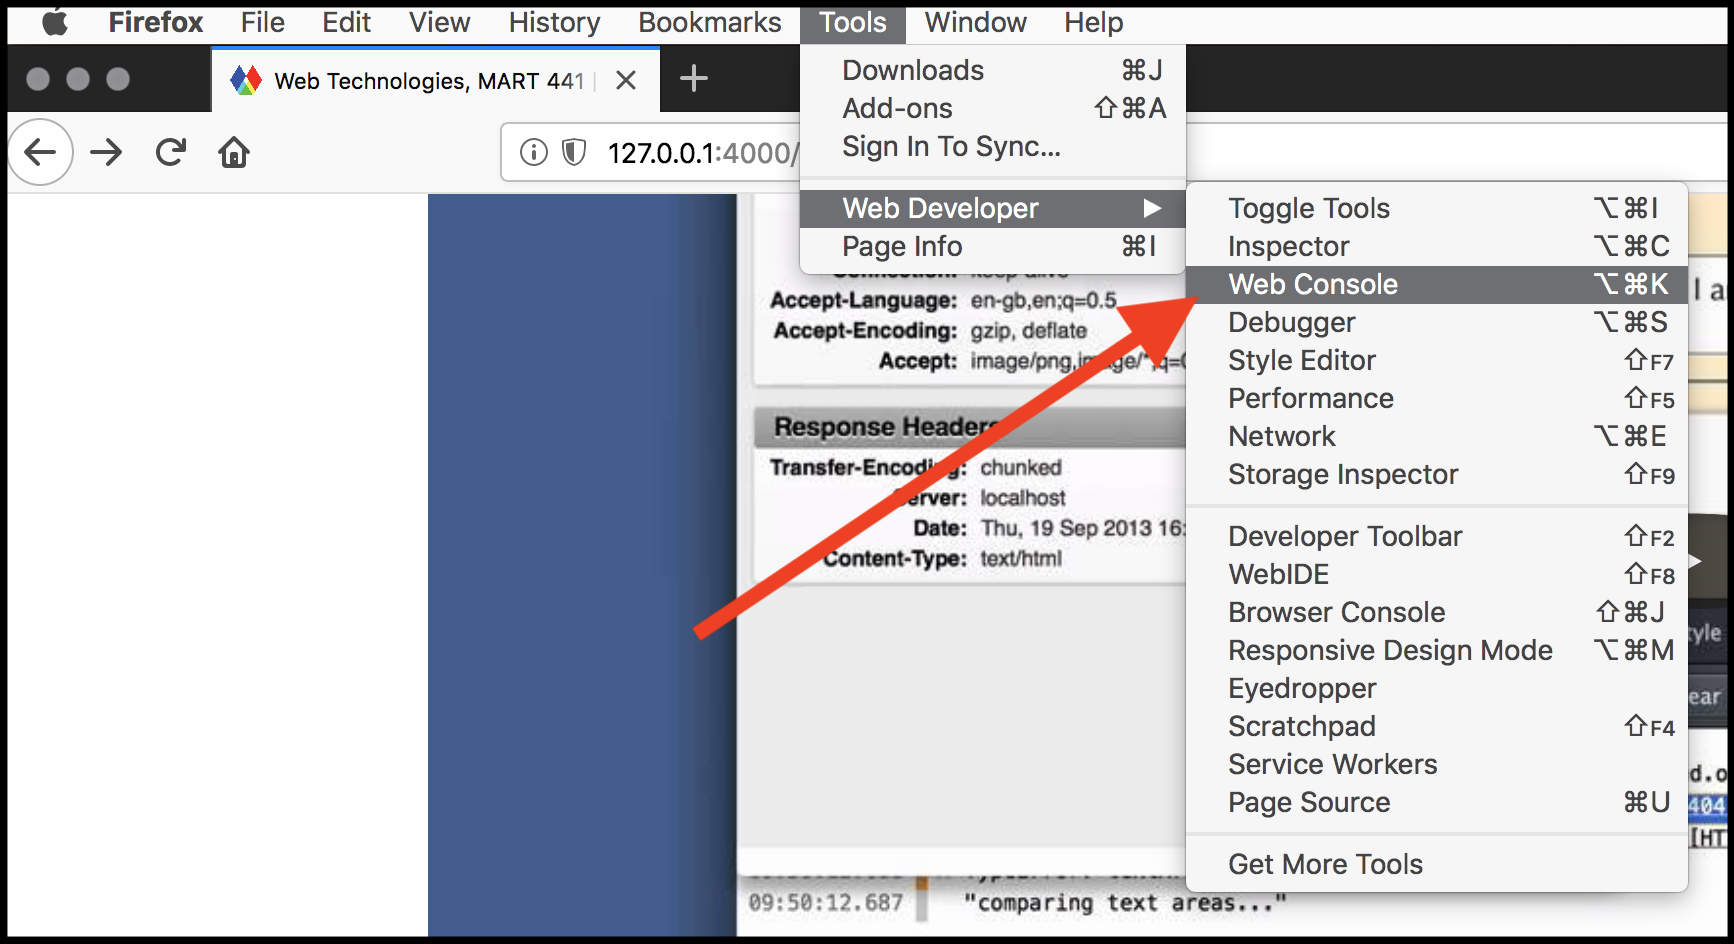 Firefox File Edit View History Bookmarks Tools Window Help
Web Technologies, MART 441
127.0.0.1:4000/
Downloads ⌘J
Add-ons ⇧⌘A
Sign In To Sync...
Web Developer ▶
Page Info ⌘I
Toggle Tools ⌥⌘I
Inspector ⌥⌘C
Web Console ⌥⌘K
Debugger ⌥⌘S
Style Editor ⇧F7
Performance ⇧F5
Network ⌥⌘E
Storage Inspector ⇧F9
Developer Toolbar ⇧F2
WebIDE ⇧F8
Browser Console ⇧⌘J
Responsive Design Mode ⌥⌘M
Eyedropper
Scratchpad ⇧F4
Service Workers
Page Source ⌘U
Get More Tools
Accept-Language: en-gb,en;q=0.5
Accept-Encoding: gzip, deflate
Accept: image/png,image/*;q=
Response Headers
Transfer-Encoding: chunked
Server: localhost
Date: Thu, 19 Sep 2013 16:
Content-Type: text/html
09:50:12.687 "comparing text areas..."
I a
tyle
ear
d.o
404
[HT